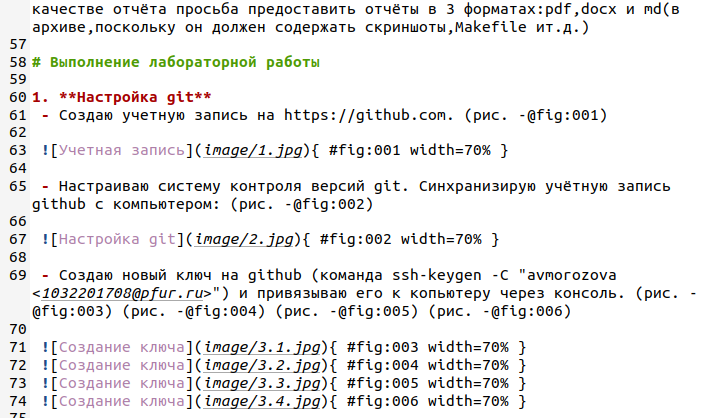 качестве отчёта просьба предоставить отчёты в 3 форматах:pdf,docx и md(в
архиве,поскольку он должен содержать скриншоты,Makefile ит.д.)
57
58 # Выполнение лабораторной работы
59
60 1. **Настройка git**
61 - Создаю учетную запись на https://github.com. (рис. -@fig:001)
62
63 ![Учетная запись](image/1.jpg){ #fig:001 width=70% }
64
65 - Настраиваю систему контроля версий git. Синхранизирую учётную запись
github с компьютером: (рис. -@fig:002)
66
67 ![Настройка git](image/2.jpg){ #fig:002 width=70% }
68
69 - Создаю новый ключ на github (команда ssh-keygen -C "avmorozova
<1032201708@pfur.ru>") и привязываю его к копьютеру через консоль. (рис. -
@fig:003) (рис. -@fig:004) (рис. -@fig:005) (рис. -@fig:006)
70
71 ![Создание ключа](image/3.1.jpg){ #fig:003 width=70% }
72 ![Создание ключа](image/3.2.jpg){ #fig:004 width=70% }
73 ![Создание ключа](image/3.3.jpg){ #fig:005 width=70% }
74 ![Создание ключа](image/3.4.jpg){ #fig:006 width=70% }
75